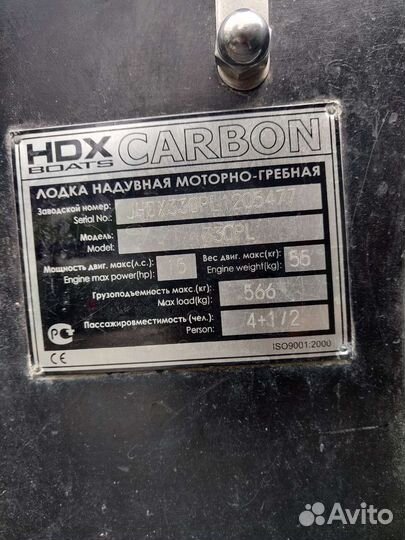 HDX CARBON
BOATS
ЛОДКА НАДУВНАЯ МОТОРНО-ГРЕБНАЯ
Заводской номер:
Serial No.:
Модель: 330PL
Model:
Мощность двиг. макс(л.с.) 15 Вес двиг. макс(кг) 55
Engine max power(hp) Engine weight(kg)
Грузоподъемность макс.(кг) 566
Max load(kg)
Пассажировместимость (чел.) 4+1/2
Person:
CE ISO9001:2000
Avito